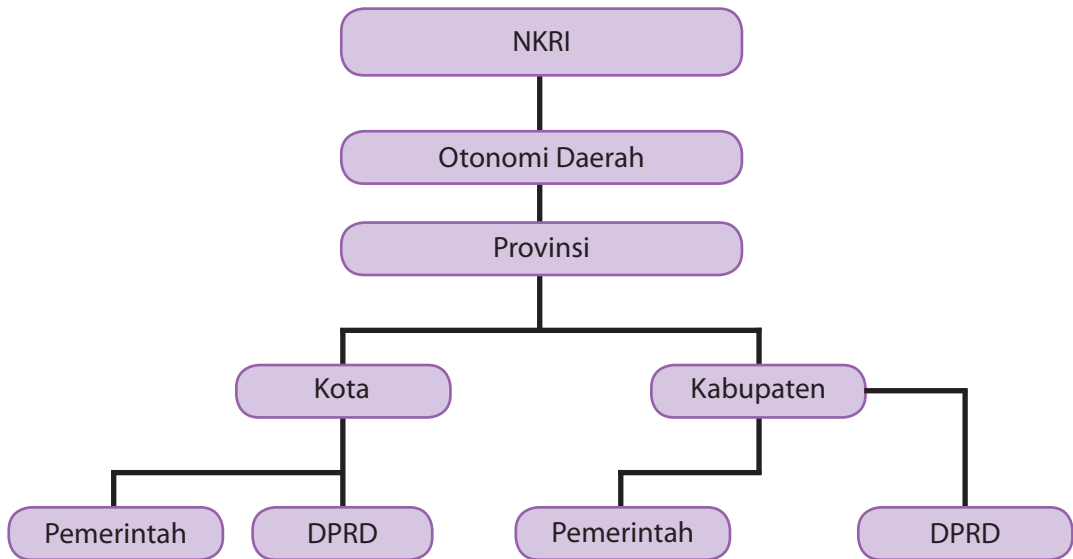 NKRI
Otonomi Daerah
Provinsi
Kota
Kabupaten
Pemerintah
DPRD
Pemerintah
DPRD